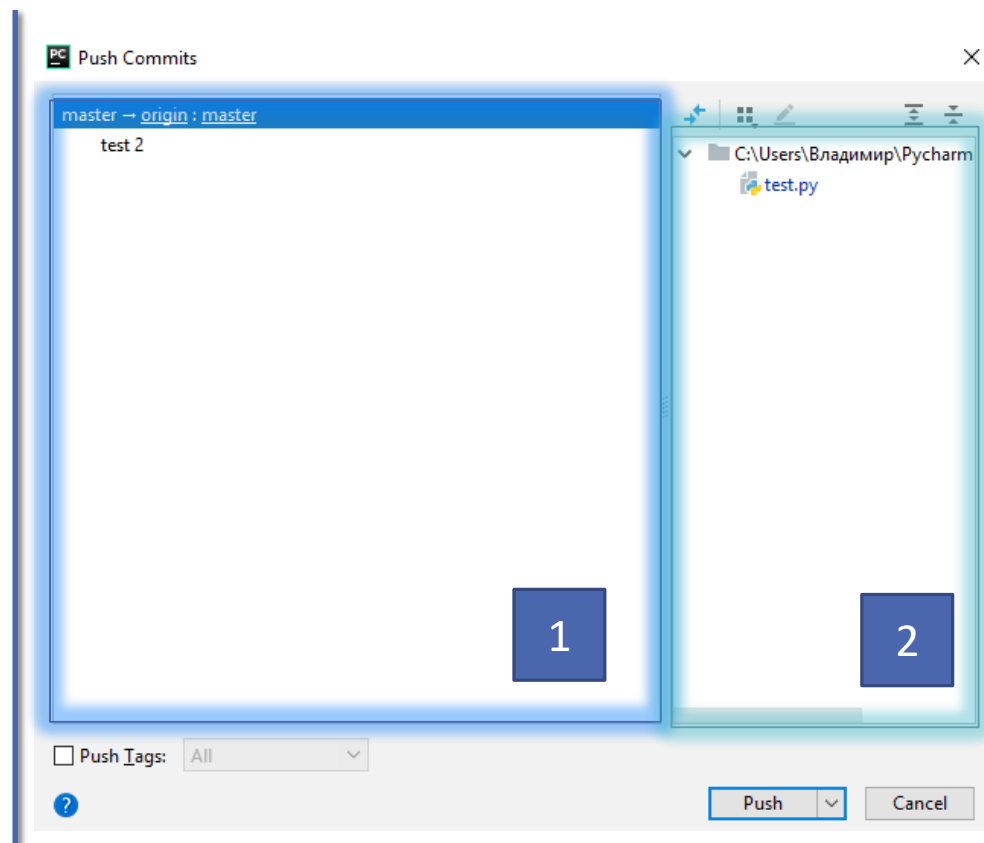 PC Push Commits
master → origin : master
test 2
C:\Users\Владимир\Pycharm
test.py
1
2
Push Tags: All
?
Push
Cancel